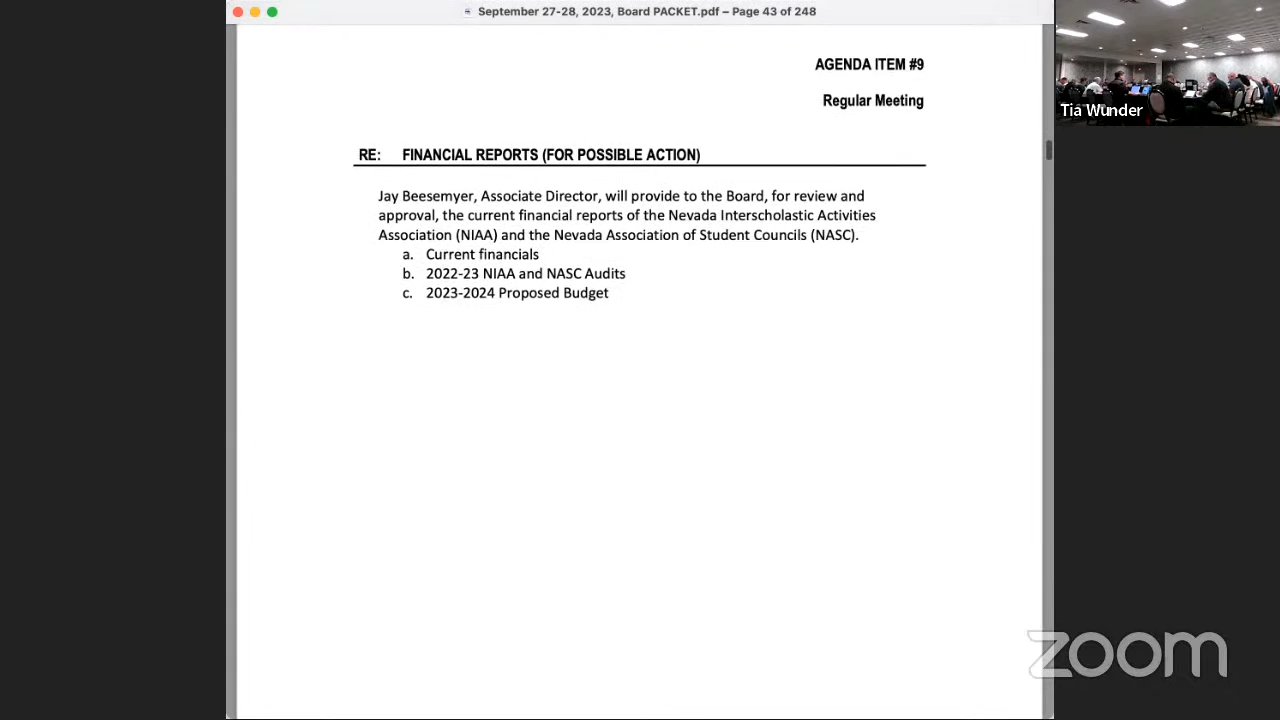 September 27-28, 2023, Board PACKET.pdf – Page 43 of 248
AGENDA ITEM #9
Regular Meeting
Tia Wunder
RE: FINANCIAL REPORTS (FOR POSSIBLE ACTION)
Jay Beesemyer, Associate Director, will provide to the Board, for review and
approval, the current financial reports of the Nevada Interscholastic Activities
Association (NIAA) and the Nevada Association of Student Councils (NASC).
a. Current financials
b. 2022-23 NIAA and NASC Audits
c. 2023-2024 Proposed Budget
zoom